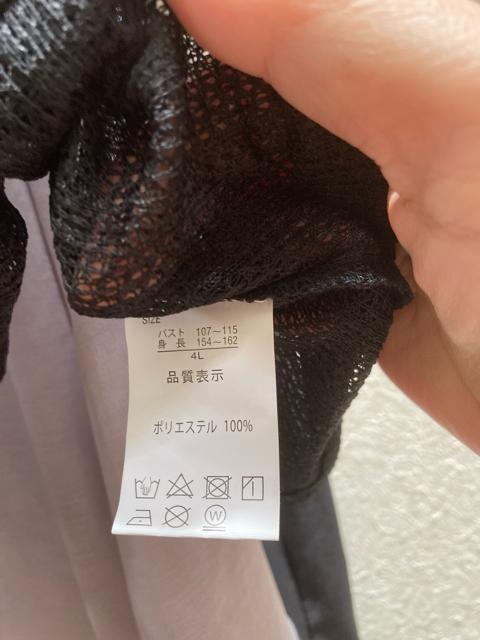 SIZE
バスト 107～115
身長 154～162
4L
品質表示
ポリエステル 100%
W